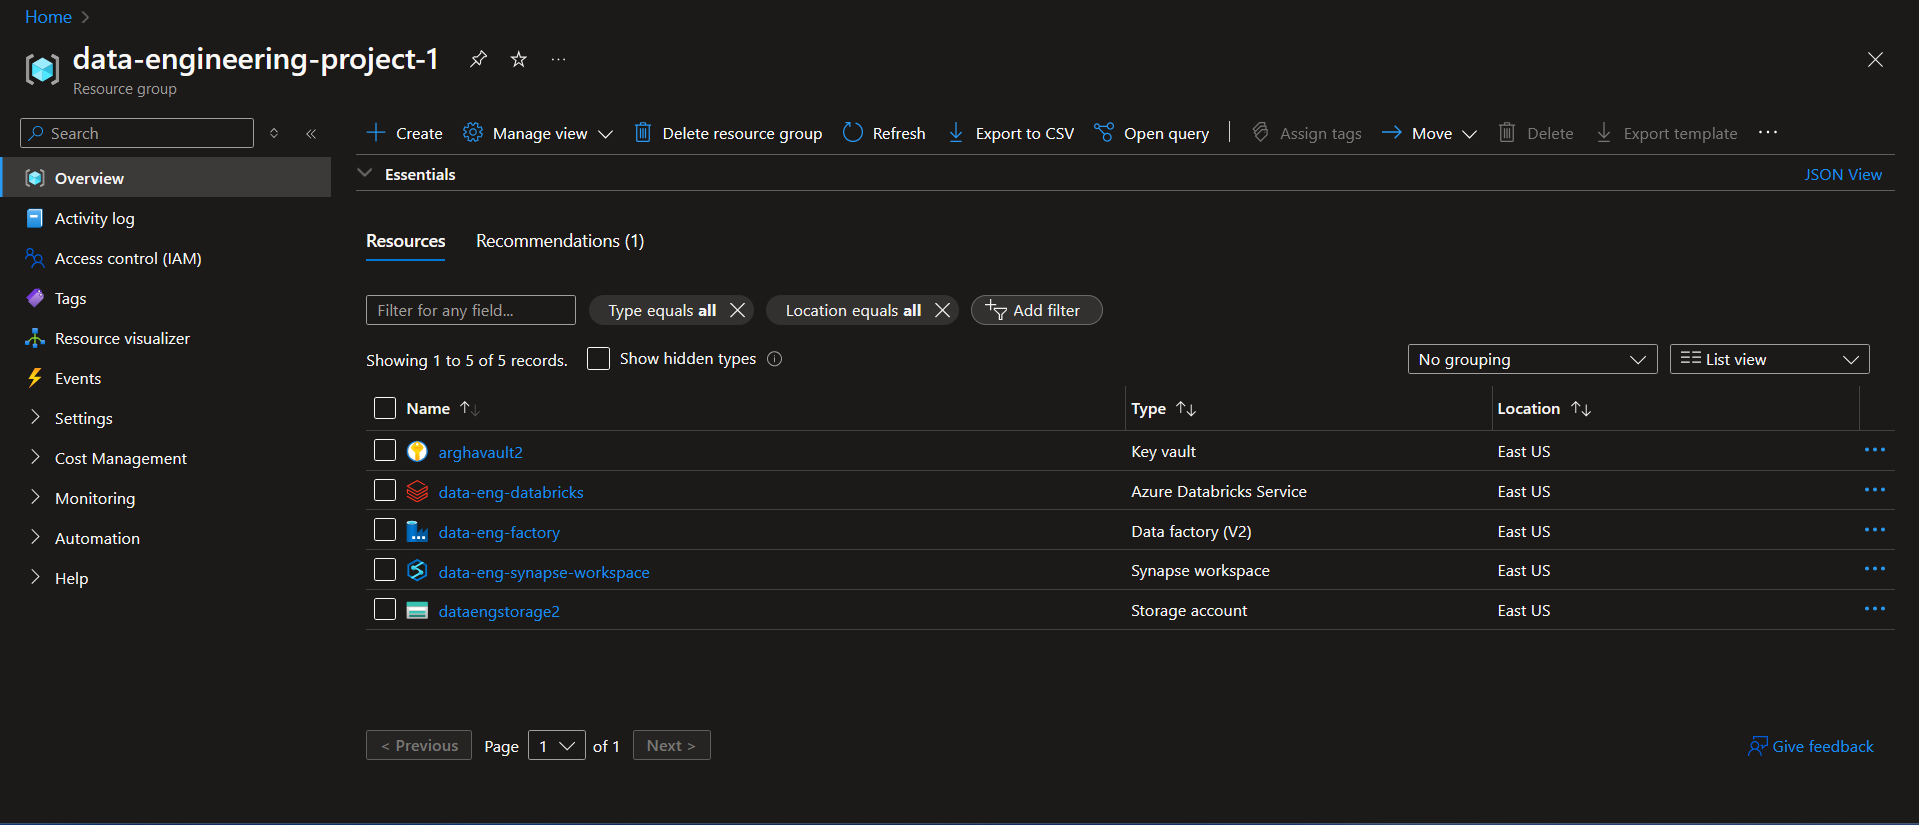 Home
data-engineering-project-1
Resource group
Search
Overview
Activity log
Access control (IAM)
Tags
Resource visualizer
Events
Settings
Cost Management
Monitoring
Automation
Help
Create Manage view Delete resource group Refresh Export to CSV Open query Assign tags Move Delete Export template
Essentials JSON View
Resources Recommendations (1)
Filter for any field... Type equals all Location equals all Add filter
Showing 1 to 5 of 5 records. Show hidden types No grouping List view
Name Type Location
arghavault2 Key vault East US
data-eng-databricks Azure Databricks Service East US
data-eng-factory Data factory (V2) East US
data-eng-synapse-workspace Synapse workspace East US
dataengstorage2 Storage account East US
< Previous Page 1 of 1 Next > Give feedback